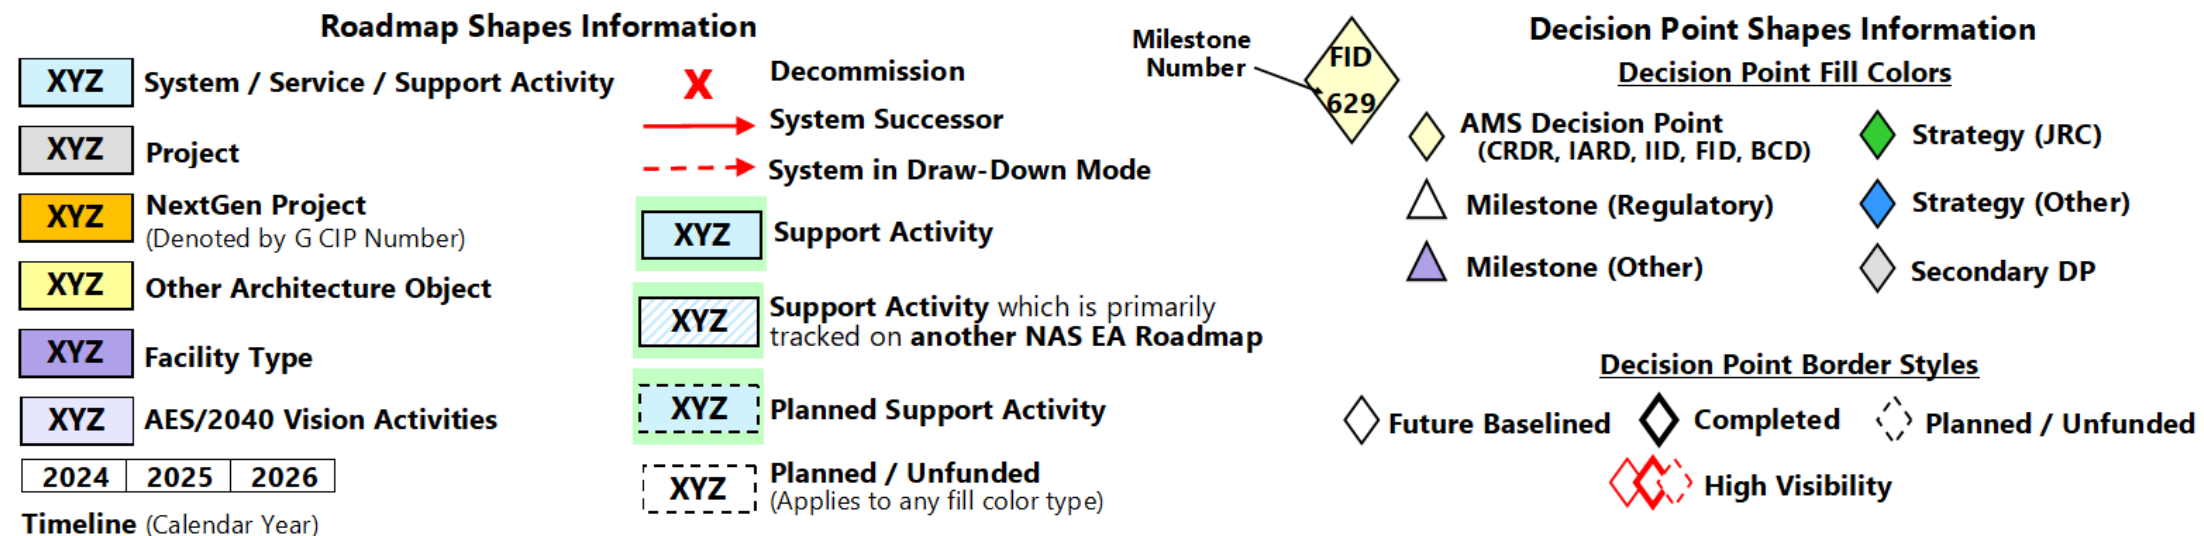 Roadmap Shapes Information
XYZ System / Service / Support Activity
XYZ Project
XYZ NextGen Project
(Denoted by G CIP Number)
XYZ Other Architecture Object
XYZ Facility Type
XYZ AES/2040 Vision Activities
2024 2025 2026
Timeline (Calendar Year)
X Decommission
System Successor
System in Draw-Down Mode
XYZ Support Activity
XYZ Support Activity which is primarily
tracked on another NAS EA Roadmap
XYZ Planned Support Activity
XYZ Planned / Unfunded
(Applies to any fill color type)
Milestone
Number
FID
629
Decision Point Shapes Information
Decision Point Fill Colors
AMS Decision Point
(CRDR, IARD, IID, FID, BCD)
Milestone (Regulatory)
Milestone (Other)
Strategy (JRC)
Strategy (Other)
Secondary DP
Decision Point Border Styles
Future Baselined
Completed
Planned / Unfunded
High Visibility